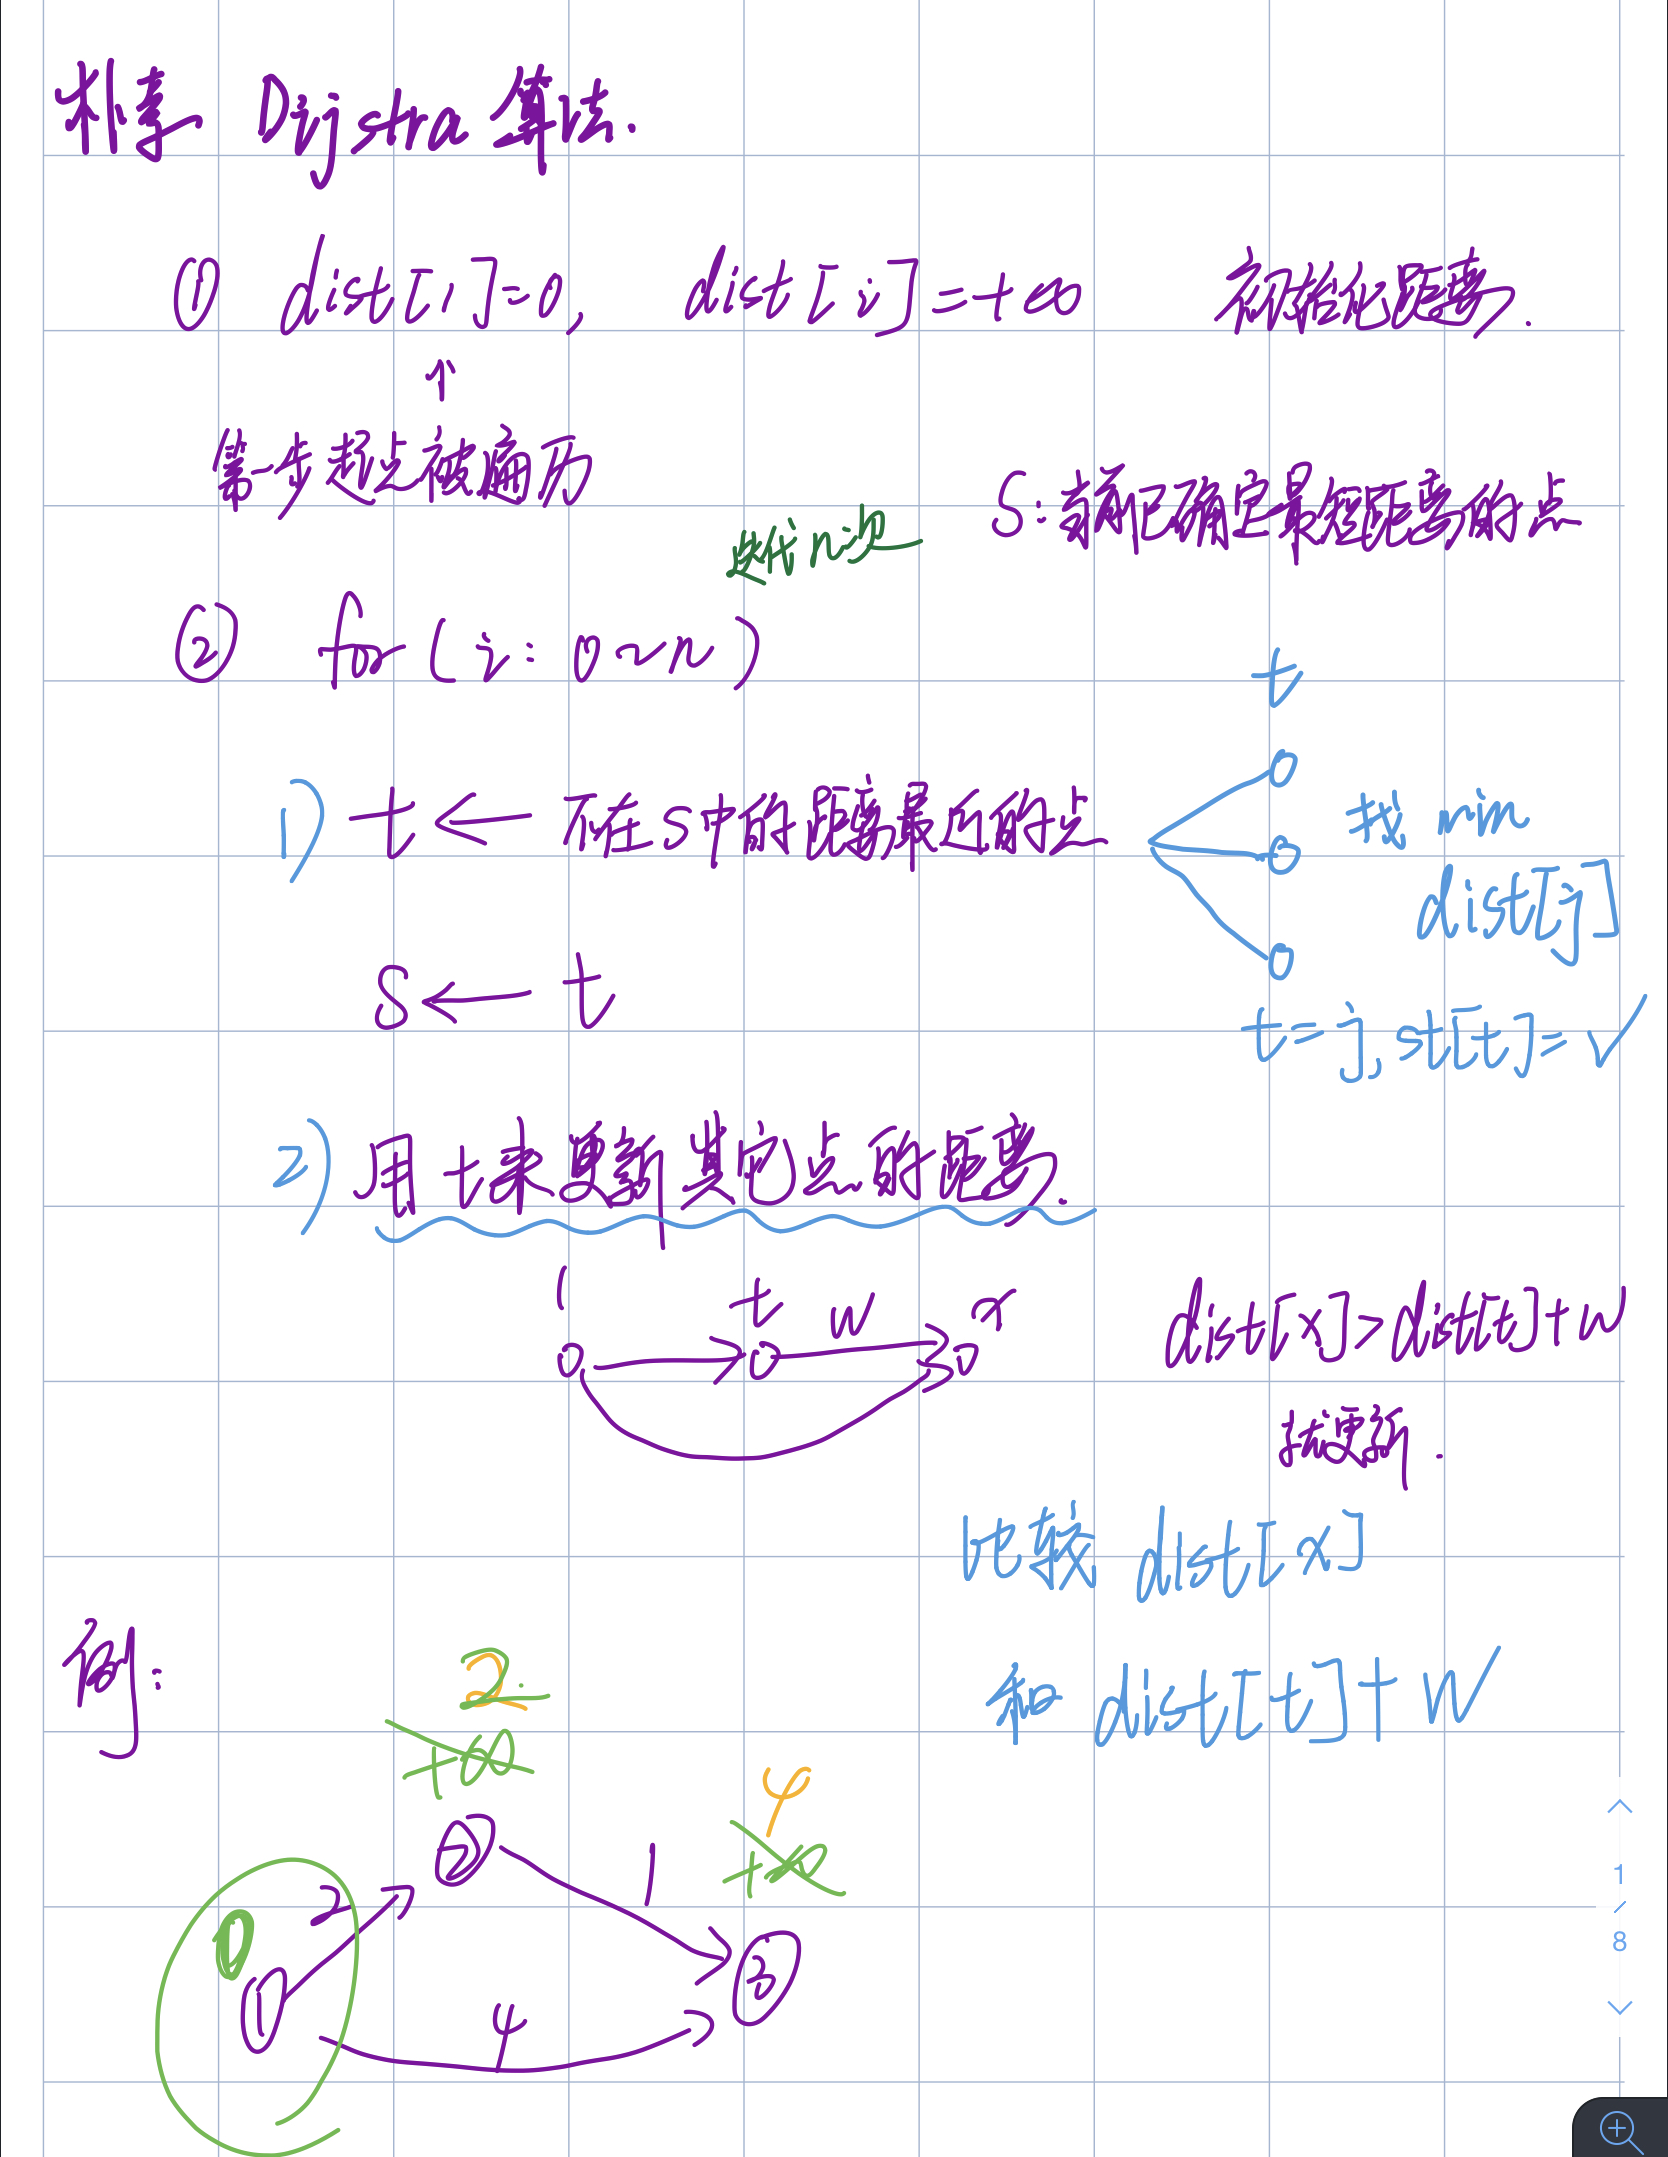 朴素 Dijstra 算法.
① dist[1]=0, dist[i]=+∞ 初始化距离.
↑
第一步起点被遍历
S:当前已确定最短距离的点
迭代n次
② for(i:0~n)
t
1) t ← 不在S中的距离最近的点
找 min
dist[j]
S ← t
t=j, st[t]=√
2) 用t来更新其它点的距离.
1 t w x
dist[x]>dist[t]+w
就更新.
比较 dist[x]
和 dist[t]+w
例:
2
+∞
4
+∞
②
1
2
0
③
①
4
1
8